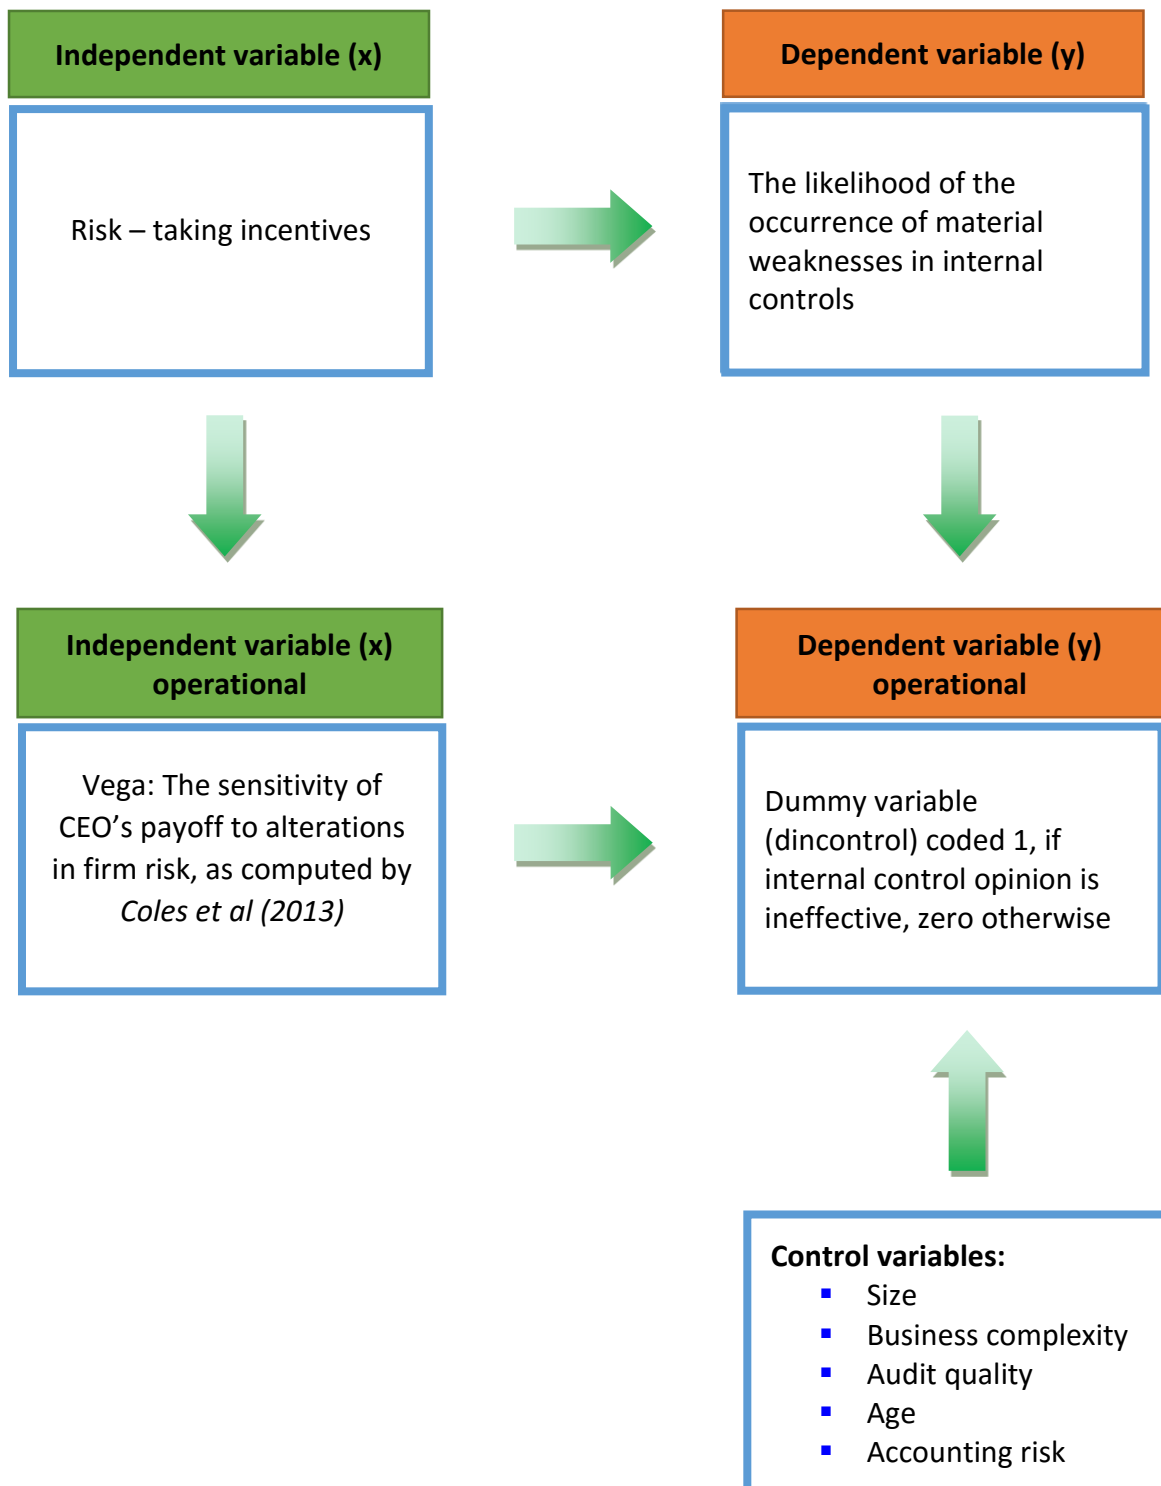 Independent variable (x)
Dependent variable (y)
Risk – taking incentives
The likelihood of the
occurrence of material
weaknesses in internal
controls
Independent variable (x)
operational
Dependent variable (y)
operational
Vega: The sensitivity of
CEO’s payoff to alterations
in firm risk, as computed by
Coles et al (2013)
Dummy variable
(dincontrol) coded 1, if
internal control opinion is
ineffective, zero otherwise
Control variables:
▪ Size
▪ Business complexity
▪ Audit quality
▪ Age
▪ Accounting risk